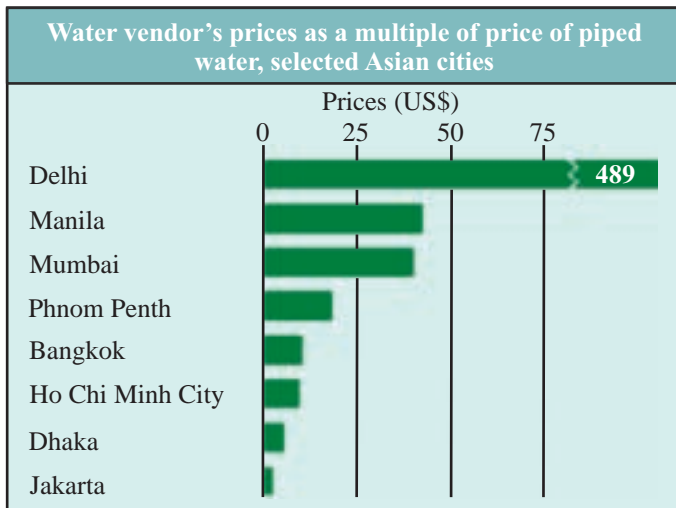 Water vendor's prices as a multiple of price of piped
water, selected Asian cities
Prices (US$)
0 25 50 75
Delhi 489
Manila
Mumbai
Phnom Penth
Bangkok
Ho Chi Minh City
Dhaka
Jakarta